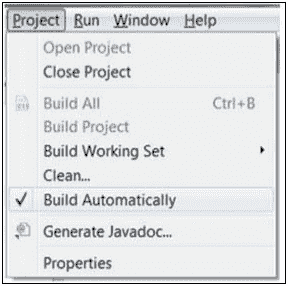 Project Run Window Help
Open Project
Close Project
Build All Ctrl+B
Build Project
Build Working Set
Clean...
Build Automatically
Generate Javadoc...
Properties